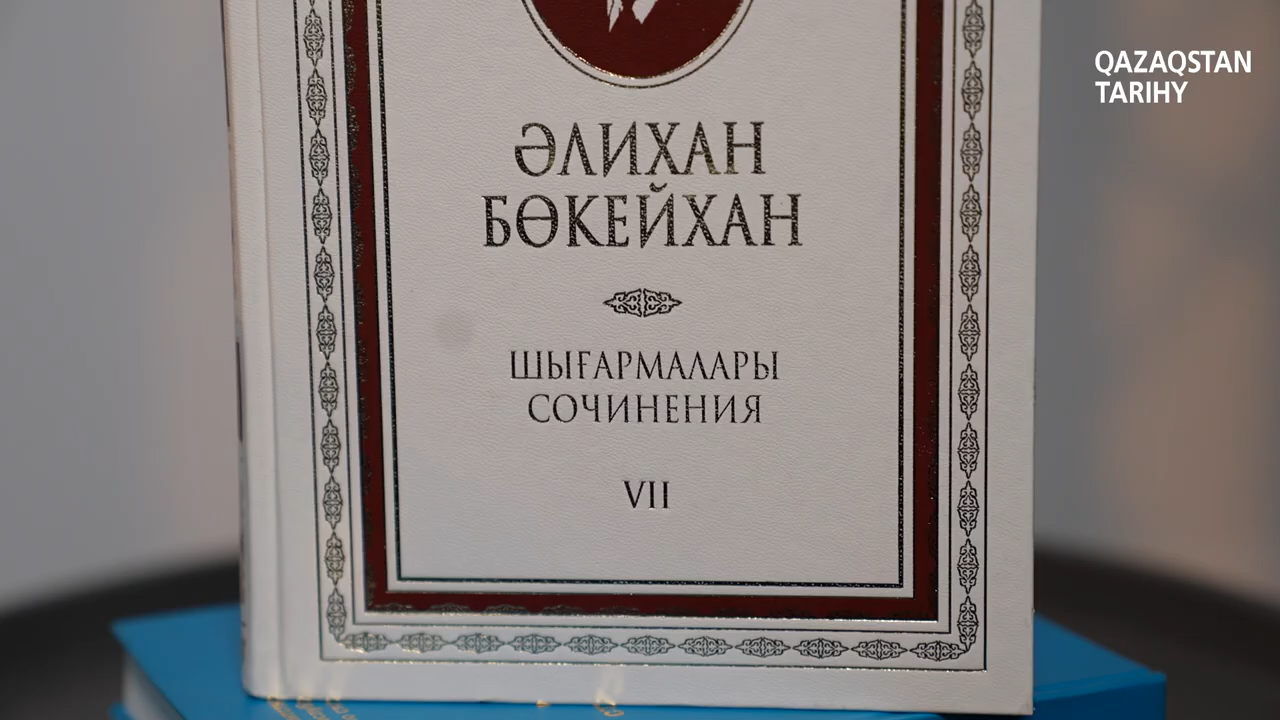 QAZAQSTAN
TARIHY
ӘЛИХАН
БӨКЕЙХАН
ШЫҒАРМАЛАРЫ
СОЧИНЕНИЯ
VII